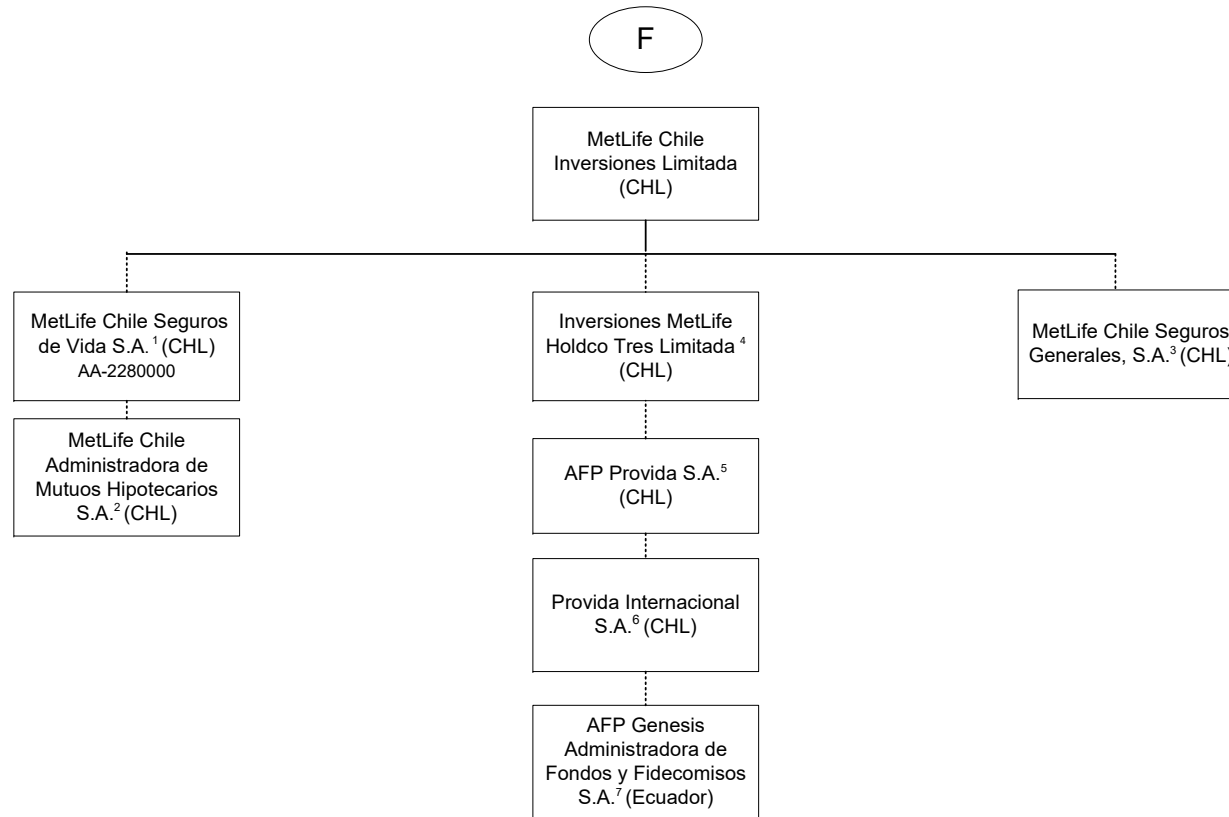 F
MetLife Chile
Inversiones Limitada
(CHL)
MetLife Chile Seguros
de Vida S.A.¹ (CHL)
AA-2280000
MetLife Chile
Administradora de
Mutuos Hipotecarios
S.A.² (CHL)
Inversiones MetLife
Holdco Tres Limitada ⁴
(CHL)
AFP Provida S.A.⁵
(CHL)
Provida Internacional
S.A.⁶ (CHL)
AFP Genesis
Administradora de
Fondos y Fidecomisos
S.A.⁷ (Ecuador)
MetLife Chile Seguros
Generales, S.A.³ (CHL)